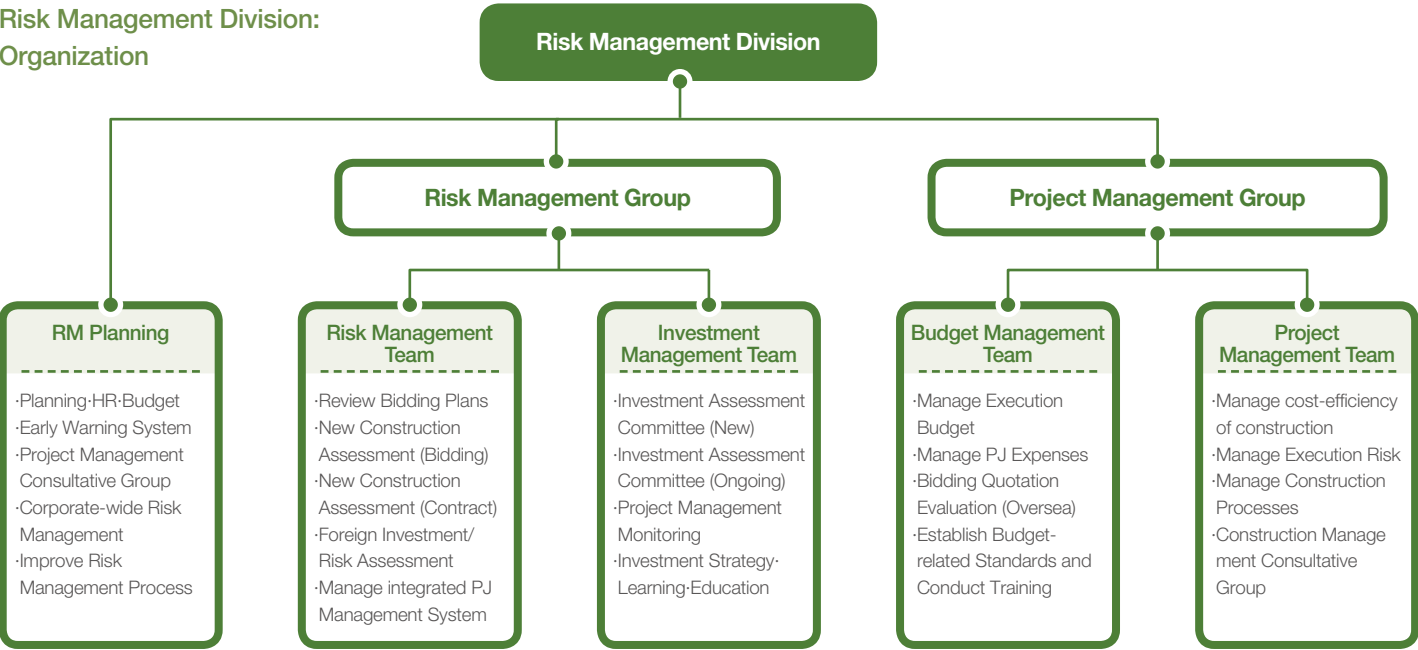 Risk Management Division:
Organization
Risk Management Division
Risk Management Group
Project Management Group
RM Planning
·Planning·HR·Budget
·Early Warning System
·Project Management
Consultative Group
·Corporate-wide Risk
Management
·Improve Risk
Management Process
Risk Management
Team
·Review Bidding Plans
·New Construction
Assessment (Bidding)
·New Construction
Assessment (Contract)
·Foreign Investment/
Risk Assessment
·Manage integrated PJ
Management System
Investment
Management Team
·Investment Assessment
Committee (New)
·Investment Assessment
Committee (Ongoing)
·Project Management
Monitoring
·Investment Strategy·
Learning·Education
Budget Management
Team
·Manage Execution
Budget
·Manage PJ Expenses
·Bidding Quotation
Evaluation (Oversea)
·Establish Budget-
related Standards and
Conduct Training
Project
Management Team
·Manage cost-efficiency
of construction
·Manage Execution Risk
·Manage Construction
Processes
·Construction Manage
ment Consultative
Group